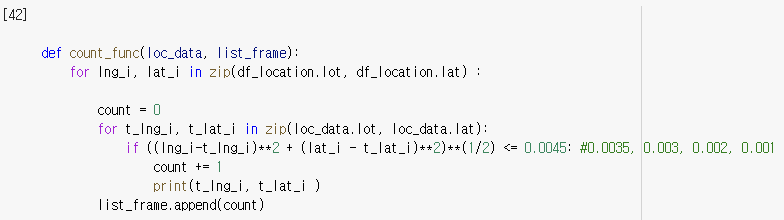 [42]
def count_func(loc_data, list_frame):
for lng_i, lat_i in zip(df_location.lot, df_location.lat) :
count = 0
for t_lng_i, t_lat_i in zip(loc_data.lot, loc_data.lat):
if ((lng_i-t_lng_i)**2 + (lat_i - t_lat_i)**2)**(1/2) <= 0.0045: #0.0035, 0.003, 0.002, 0.001
count += 1
print(t_lng_i, t_lat_i )
list_frame.append(count)